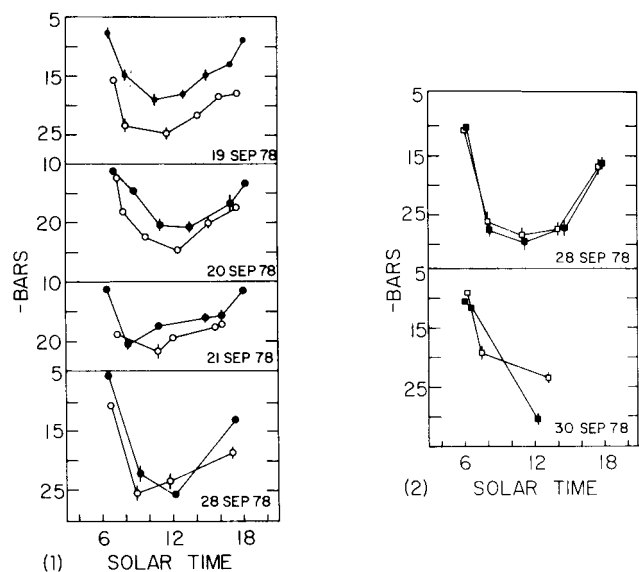 5
15
25
19 SEP 78
10
20
20 SEP 78
10
20
21 SEP 78
5
15
25
28 SEP 78
-BARS
6 12 18
(1) SOLAR TIME
5
15
25
28 SEP 78
5
15
25
30 SEP 78
-BARS
6 12 18
(2) SOLAR TIME